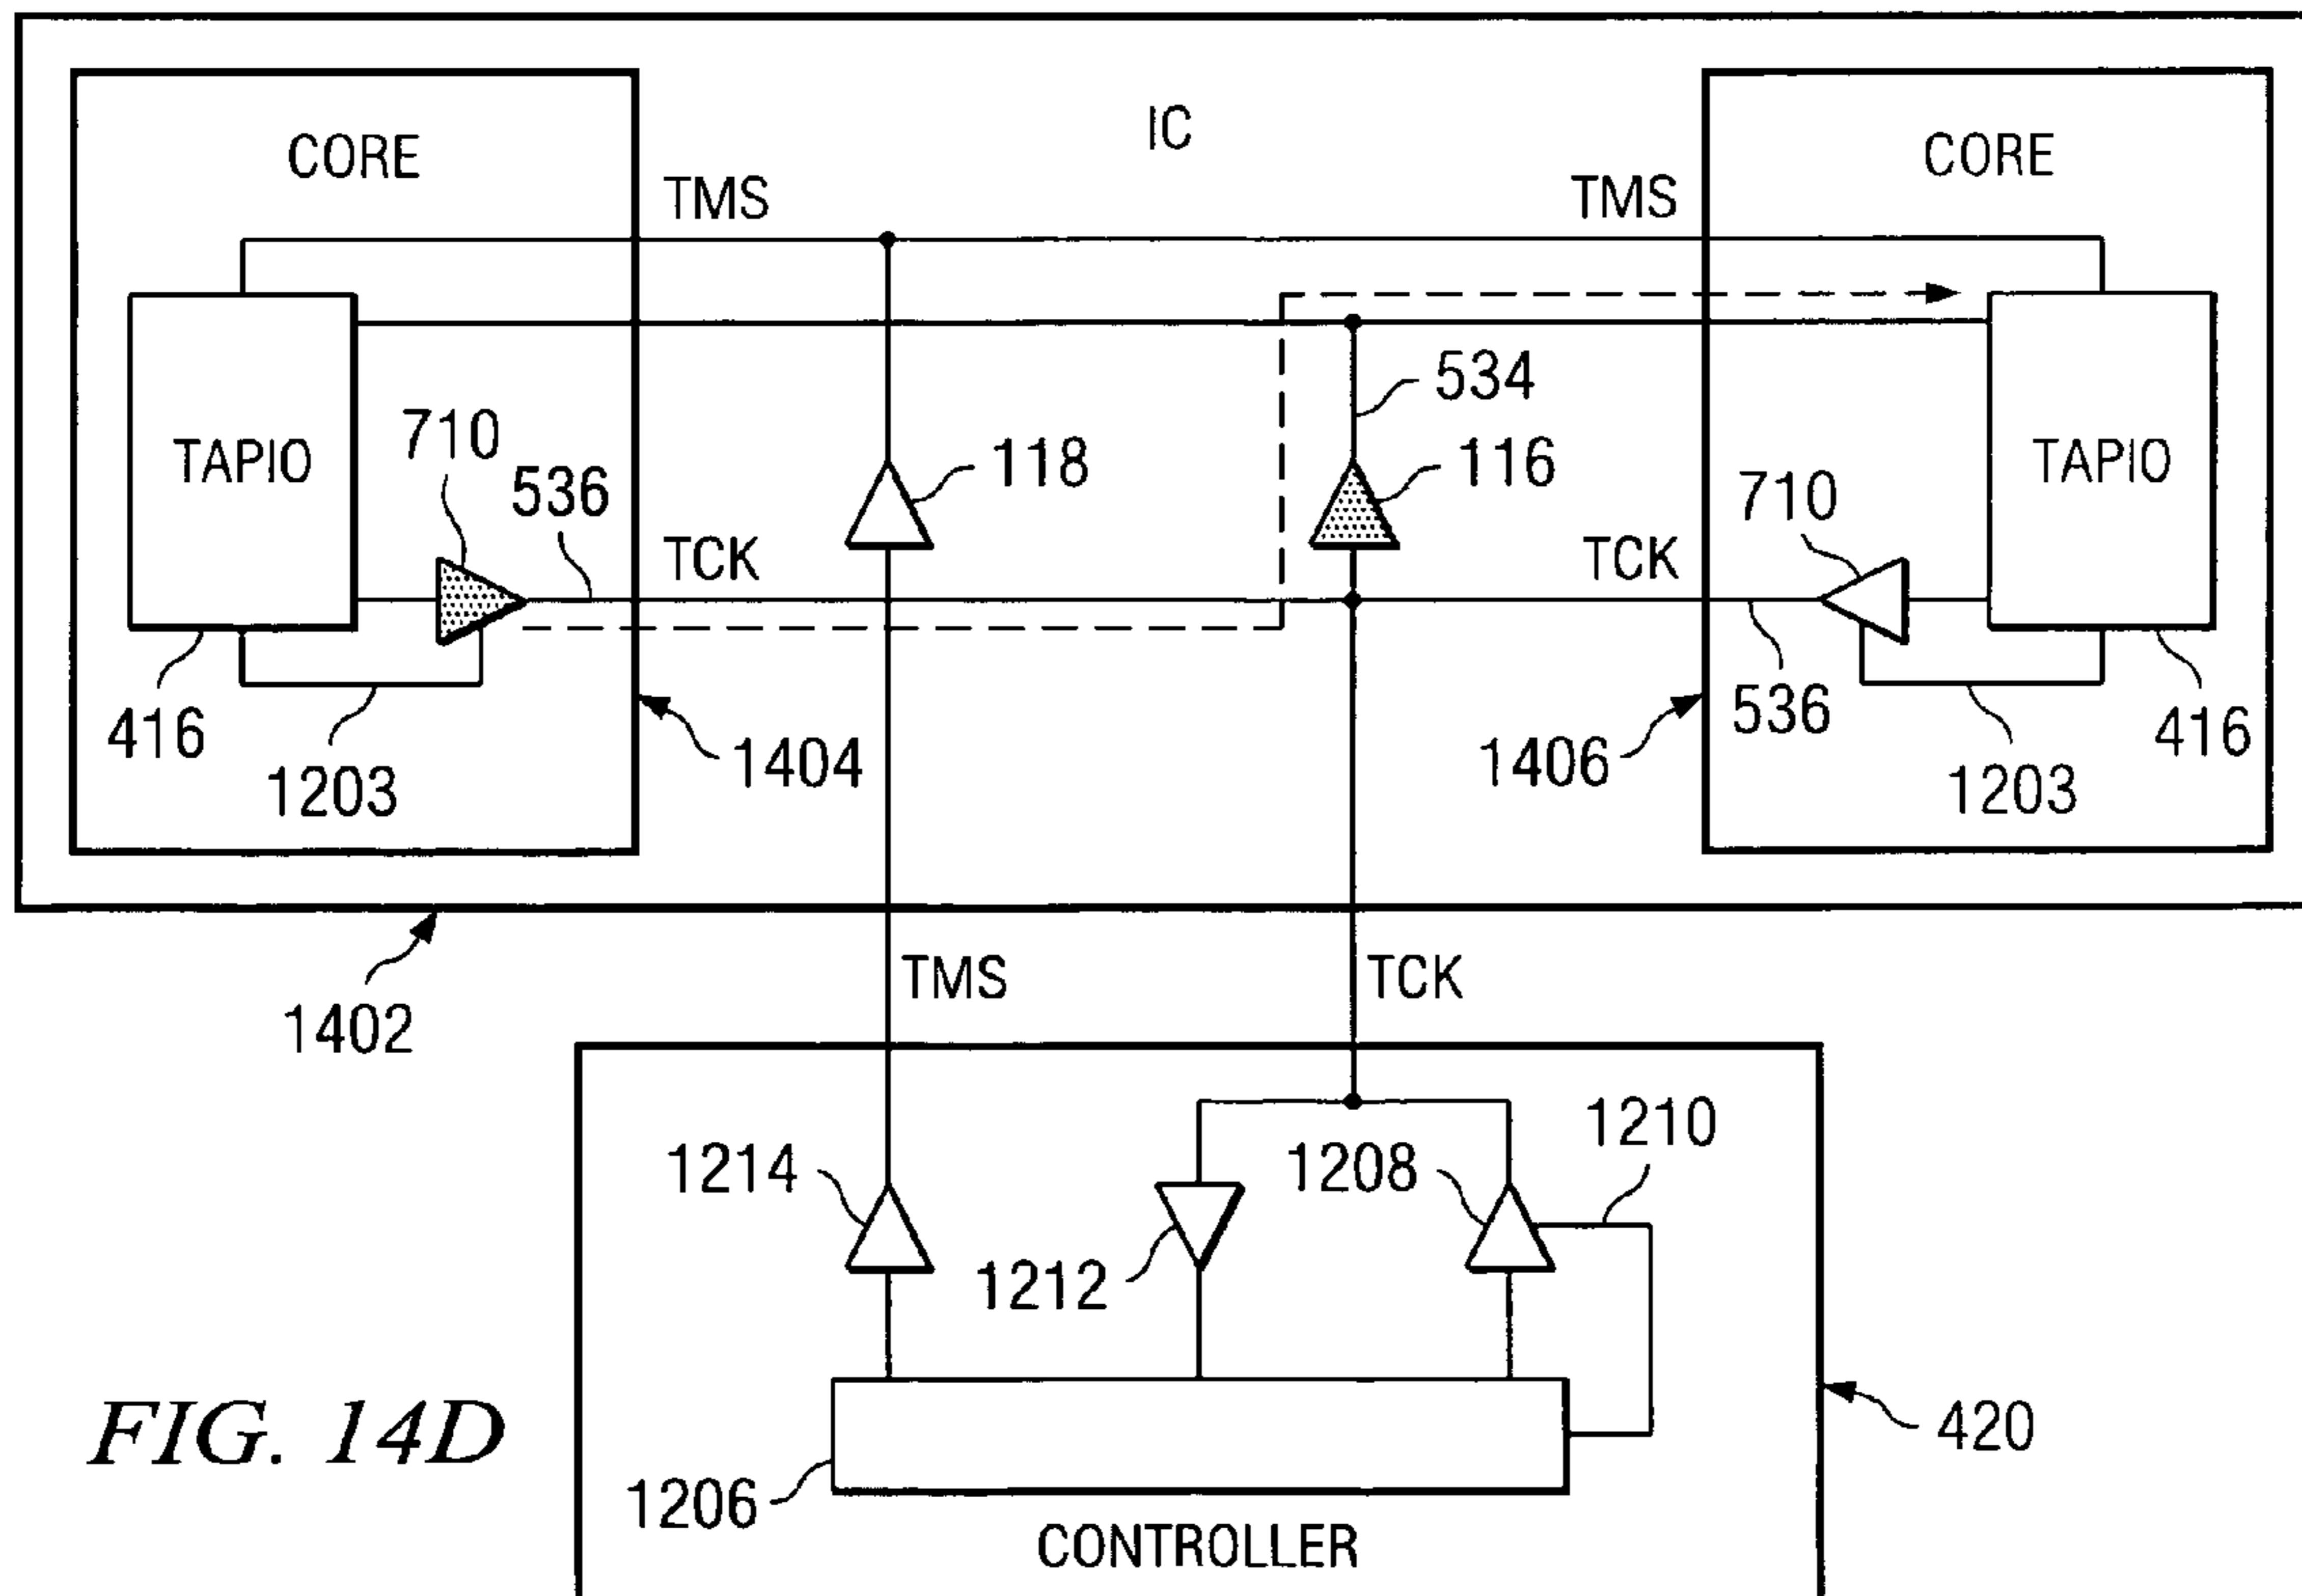 IC
CORE
CORE
TMS
TMS
534
710
118
116
TAPIO
536
TAPIO
710
TCK
TCK
416
1404
1406
536
416
1203
1203
TMS
TCK
1402
1214
1208
1210
1212
FIG. 14D
420
1206
CONTROLLER